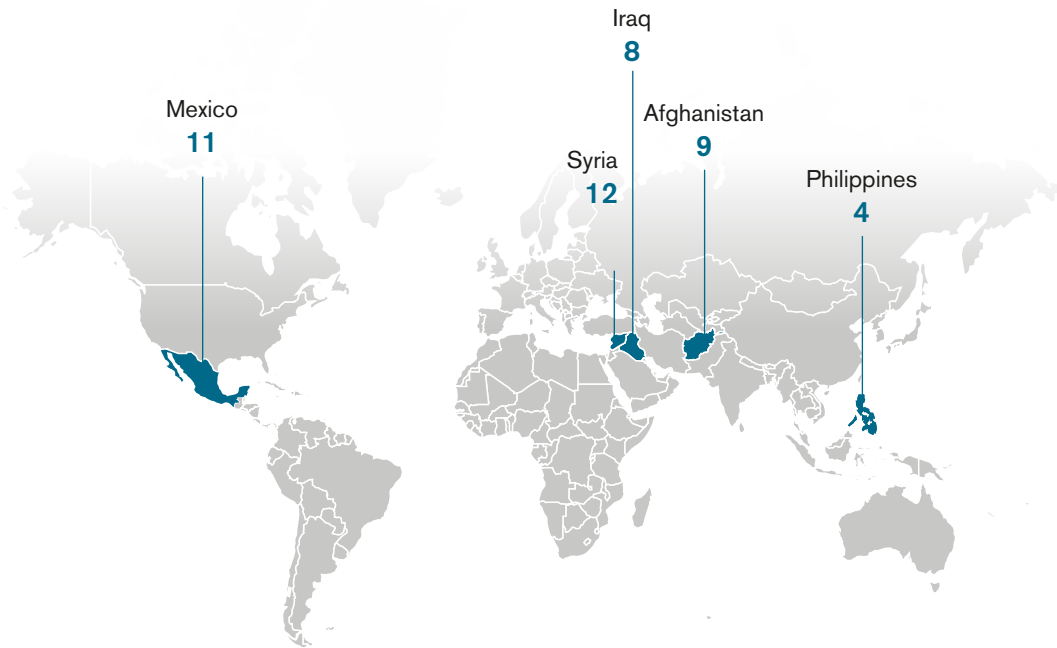 Iraq
8
Mexico
11
Afghanistan
9
Syria
12
Philippines
4